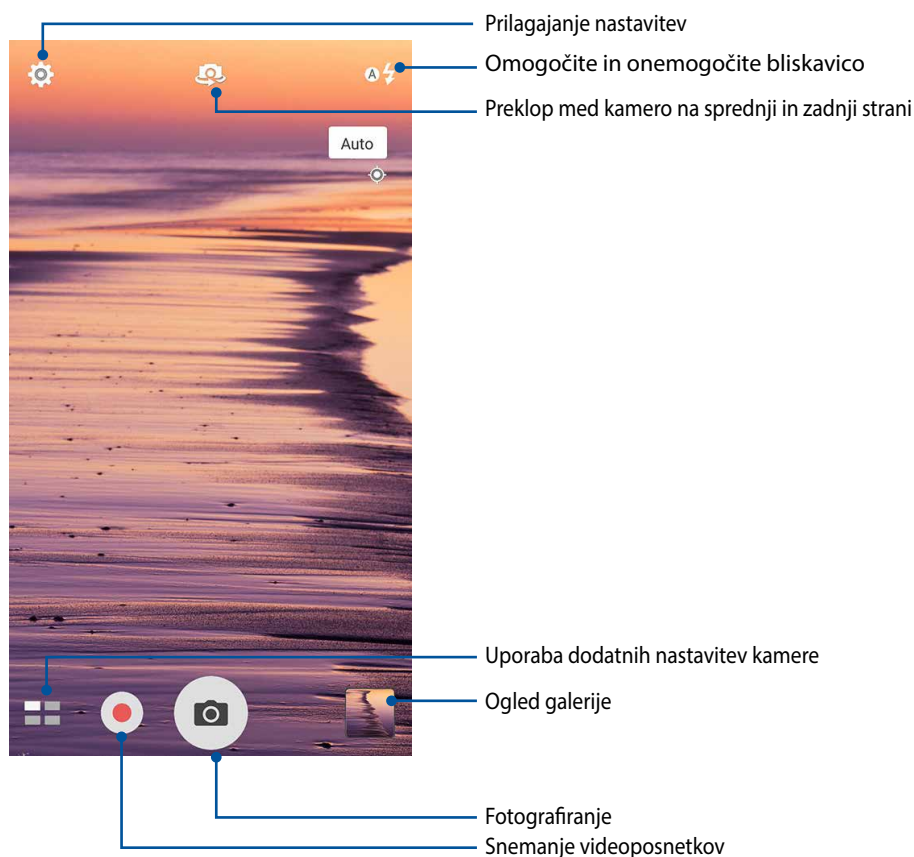 Prilagajanje nastavitev
Omogočite in onemogočite bliskavico
Preklop med kamero na sprednji in zadnji strani
A
Auto
Uporaba dodatnih nastavitev kamere
Ogled galerije
Fotografiranje
Snemanje videoposnetkov